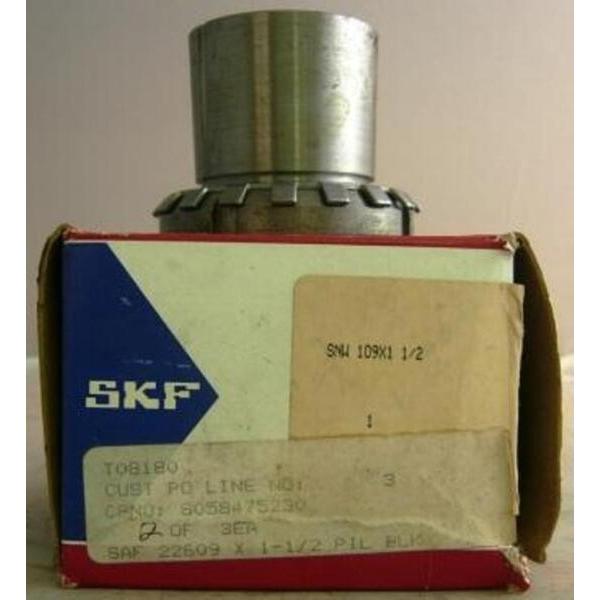 SNW 109X1 1/2
1
SKF
T08180
CUST PO LINE NO: 3
CPNO: 6058475230
2 OF 3EA
SAF 22609 X 1-1/2 PIL BLK